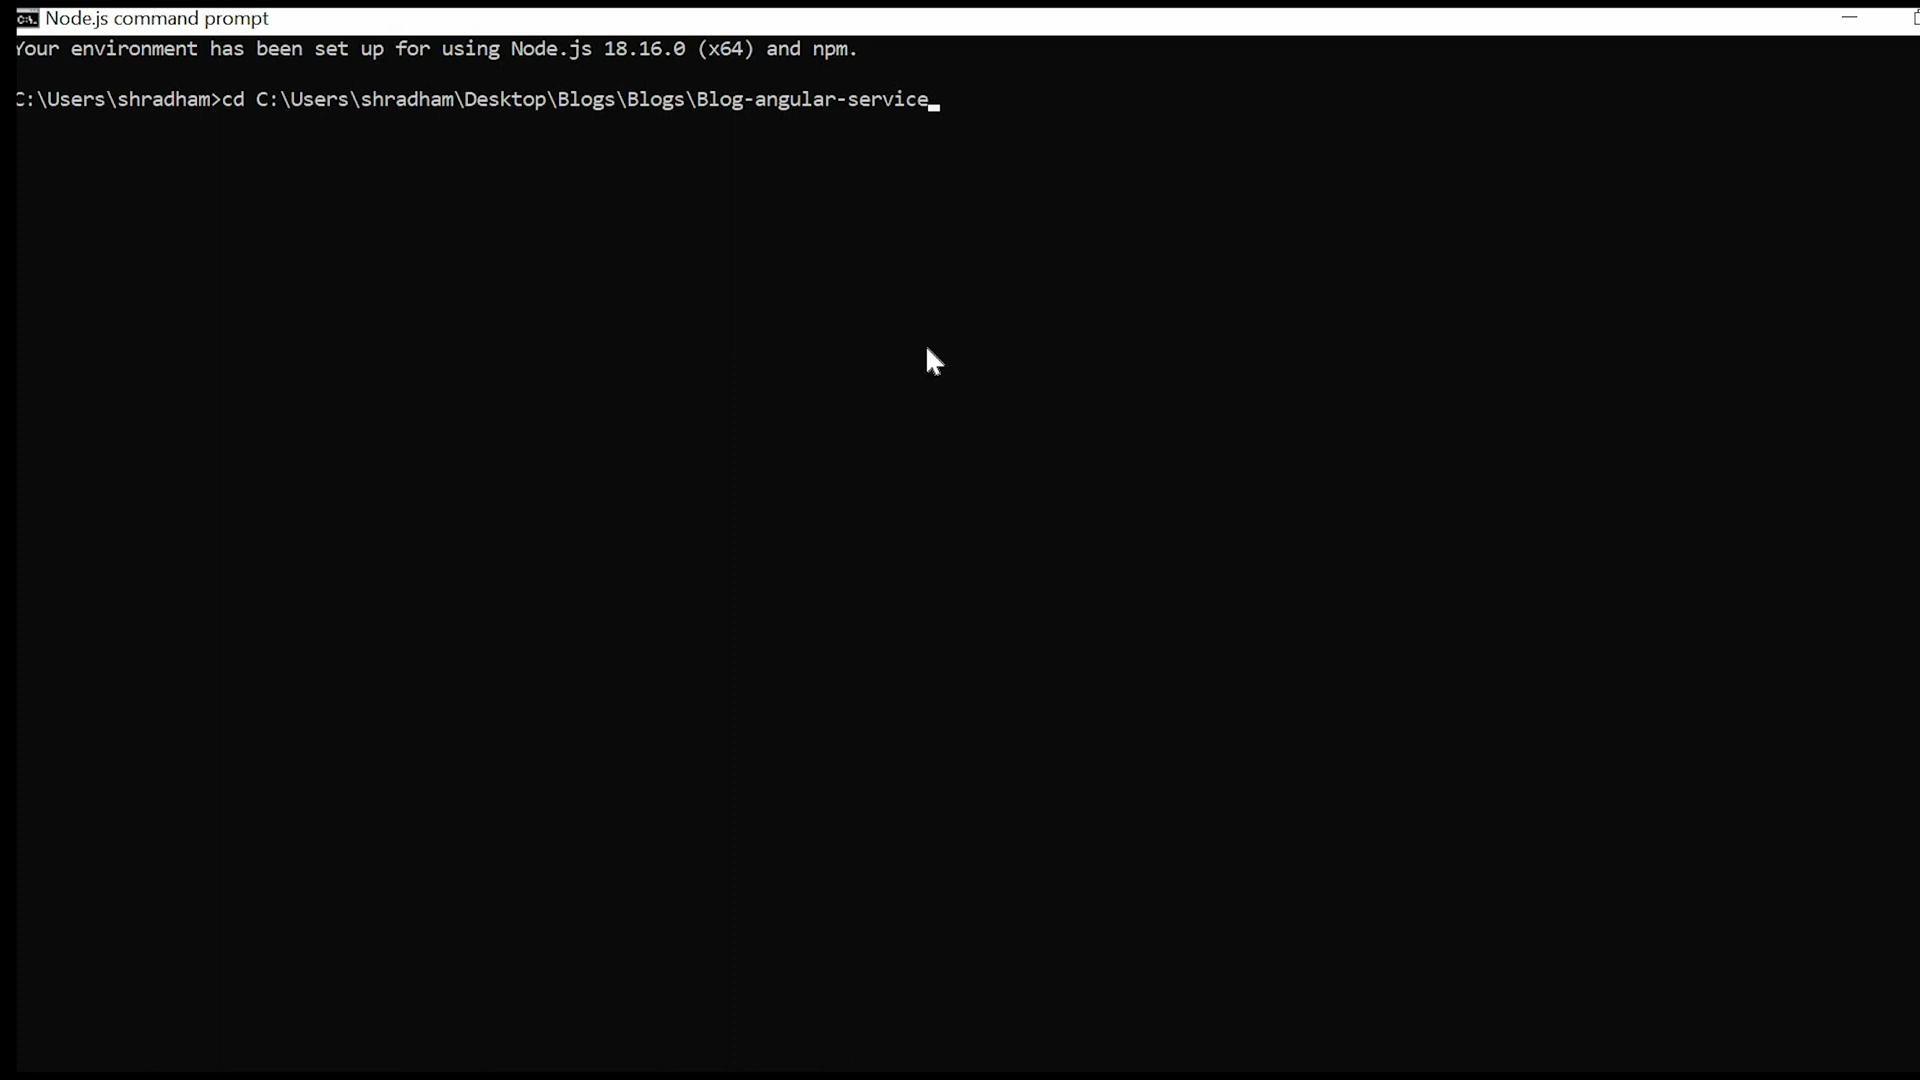 Node.js command prompt
Your environment has been set up for using Node.js 18.16.0 (x64) and npm.
C:\Users\shradham>cd C:\Users\shradham\Desktop\Blogs\Blogs\Blog-angular-service